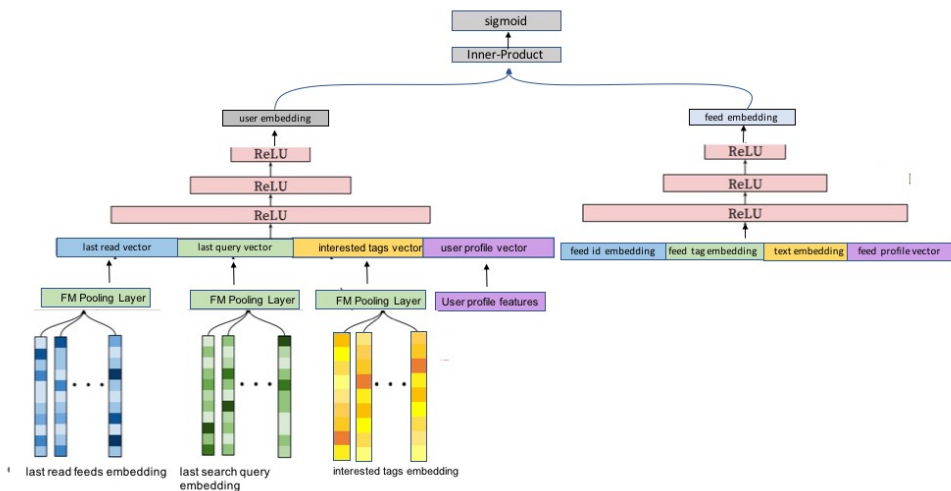 sigmoid
Inner-Product
user embedding
feed embedding
ReLU
ReLU
ReLU
ReLU
ReLU
ReLU
last read vector
last query vector
interested tags vector
user profile vector
feed id embedding
feed tag embedding
text embedding
feed profile vector
FM Pooling Layer
FM Pooling Layer
FM Pooling Layer
User profile features
last read feeds embedding
last search query
embedding
interested tags embedding